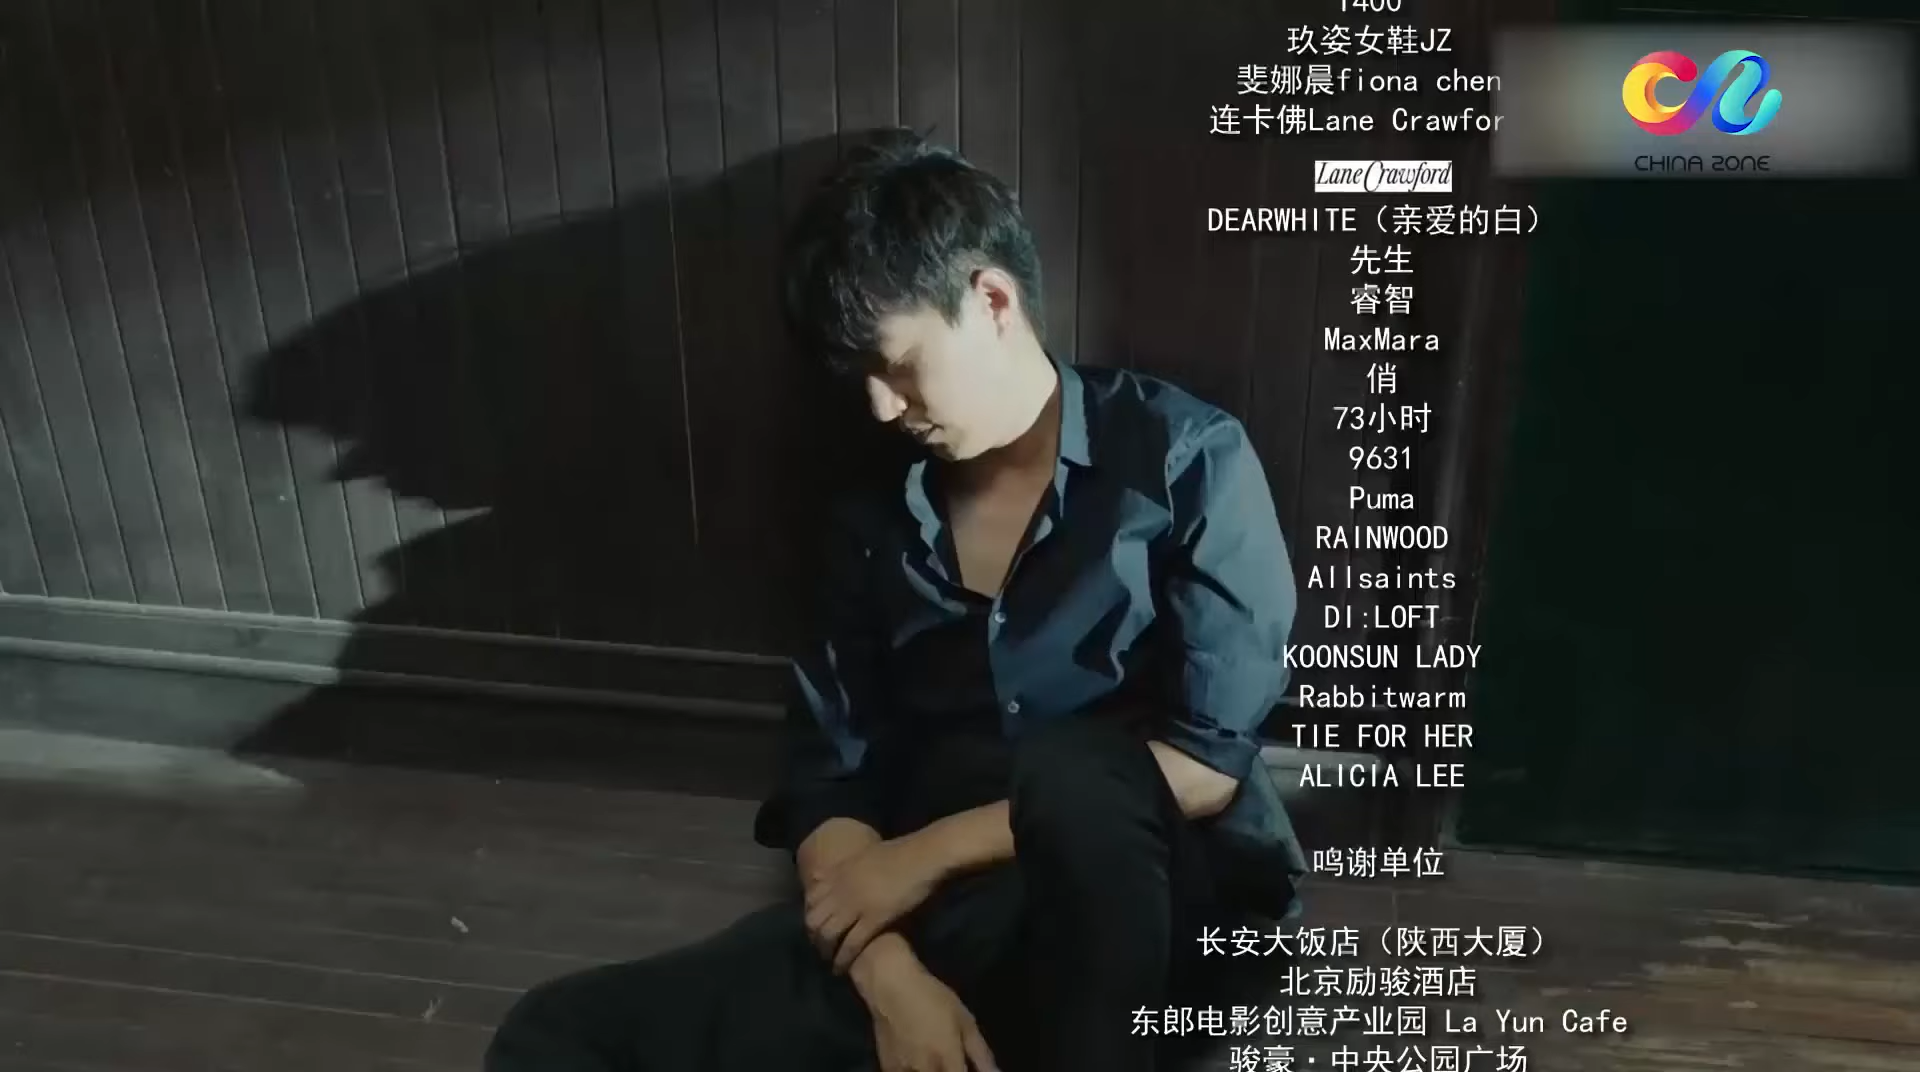 1400
玖姿女鞋JZ
斐娜晨fiona chen
连卡佛Lane Crawfor
CHINA ZONE
Lane Crawford
DEARWHITE（亲爱的白）
先生
睿智
MaxMara
俏
73小时
9631
Puma
RAINWOOD
Allsaints
DI:LOFT
KOONSUN LADY
Rabbitwarm
TIE FOR HER
ALICIA LEE
鸣谢单位
长安大饭店（陕西大厦）
北京励骏酒店
东郎电影创意产业园 La Yun Cafe
骏豪·中央公园广场